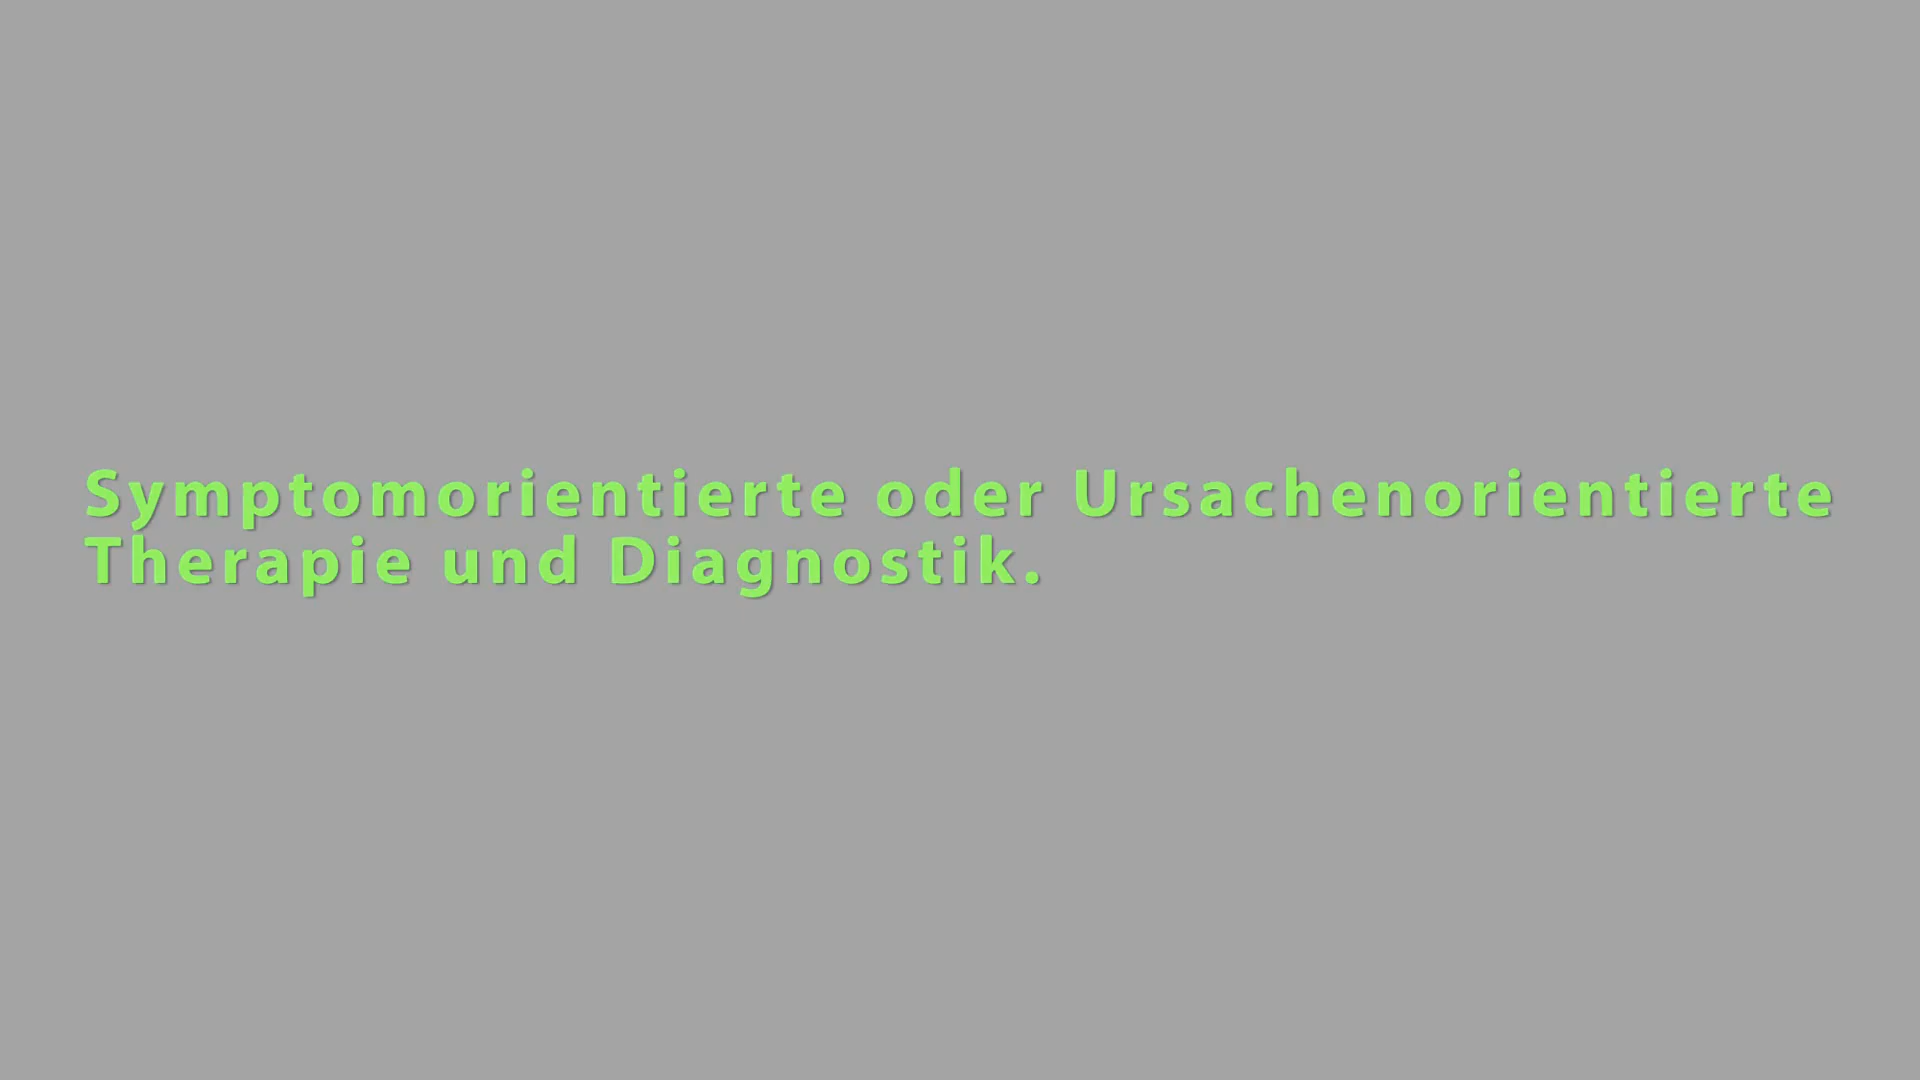 Symptomorientierte oder Ursachenorientierte
Therapie und Diagnostik.